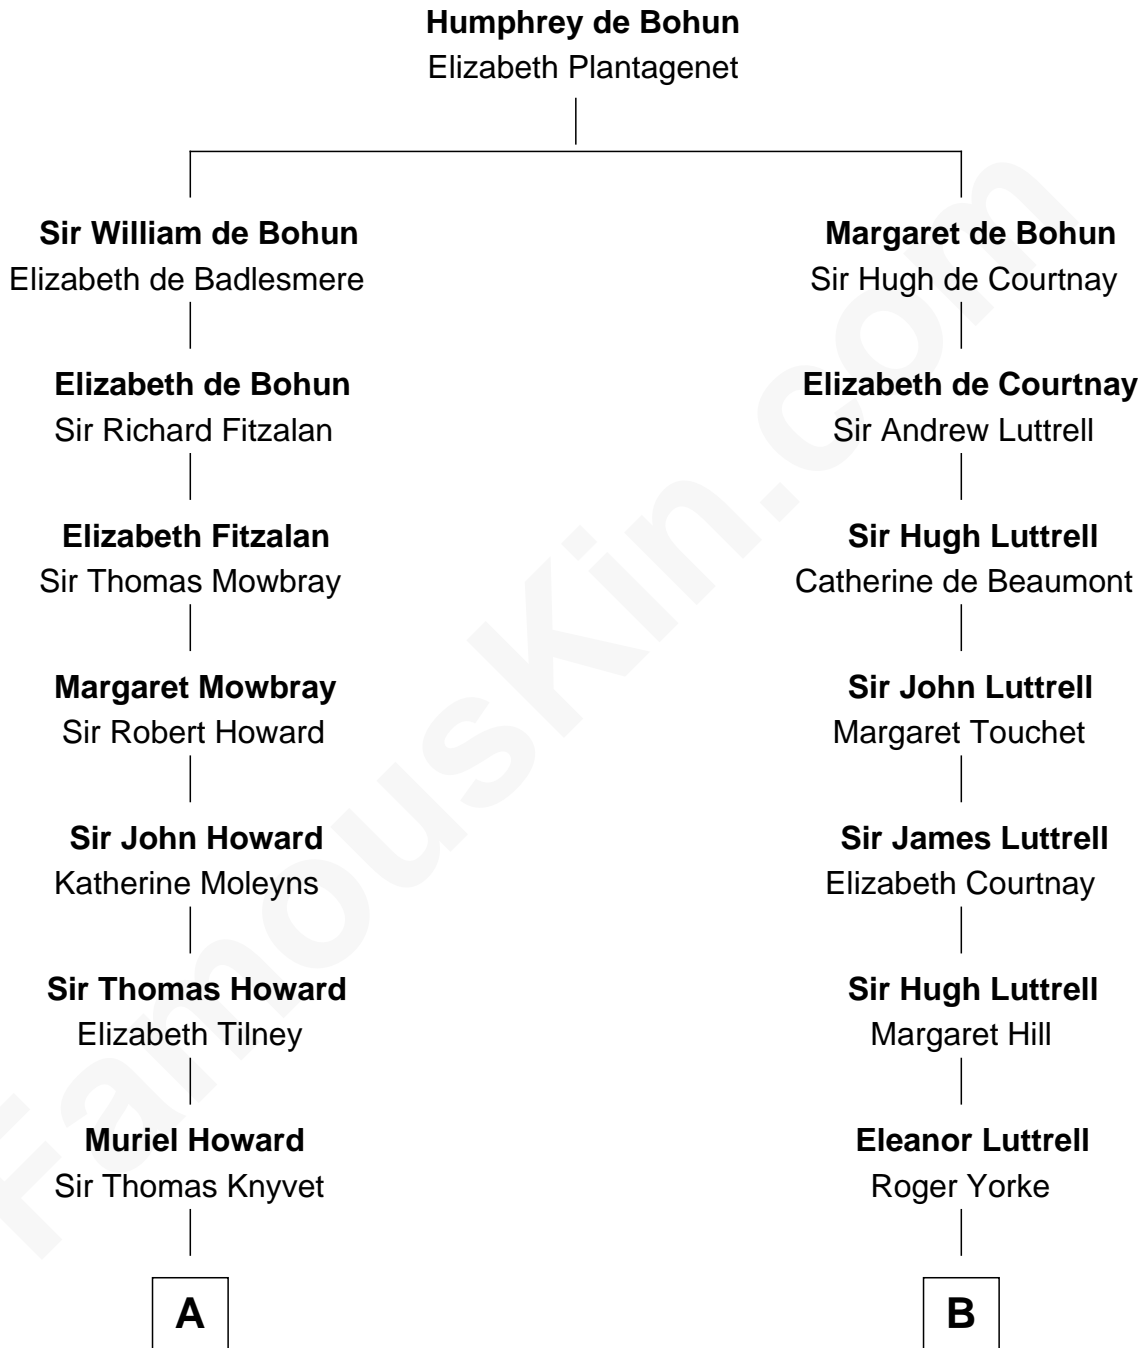 Humphrey de Bohun
Elizabeth Plantagenet
Sir William de Bohun
Elizabeth de Badlesmere
Margaret de Bohun
Sir Hugh de Courtnay
Elizabeth de Bohun
Sir Richard Fitzalan
Elizabeth de Courtnay
Sir Andrew Luttrell
Elizabeth Fitzalan
Sir Thomas Mowbray
Sir Hugh Luttrell
Catherine de Beaumont
Margaret Mowbray
Sir Robert Howard
Sir John Luttrell
Margaret Touchet
Sir John Howard
Katherine Moleyns
Sir James Luttrell
Elizabeth Courtnay
Sir Thomas Howard
Elizabeth Tilney
Sir Hugh Luttrell
Margaret Hill
Muriel Howard
Sir Thomas Knyvet
Eleanor Luttrell
Roger Yorke
A
B
FamousKin.com